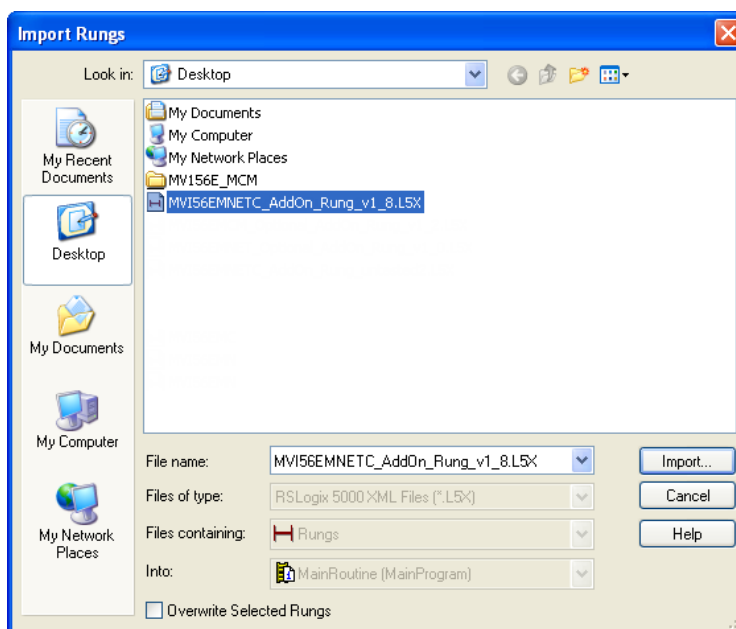 Import Rungs
Look in: Desktop
My Recent
Documents
Desktop
My Documents
My Computer
My Network
Places
My Documents
My Computer
My Network Places
MV156E_MCM
MVI56EMNETC_AddOn_Rung_v1_8.L5X
File name: MVI56EMNETC_AddOn_Rung_v1_8.L5X Import...
Files of type: RSLogix 5000 XML Files (*.L5X) Cancel
Files containing: Rungs Help
Into: MainRoutine (MainProgram)
Overwrite Selected Rungs